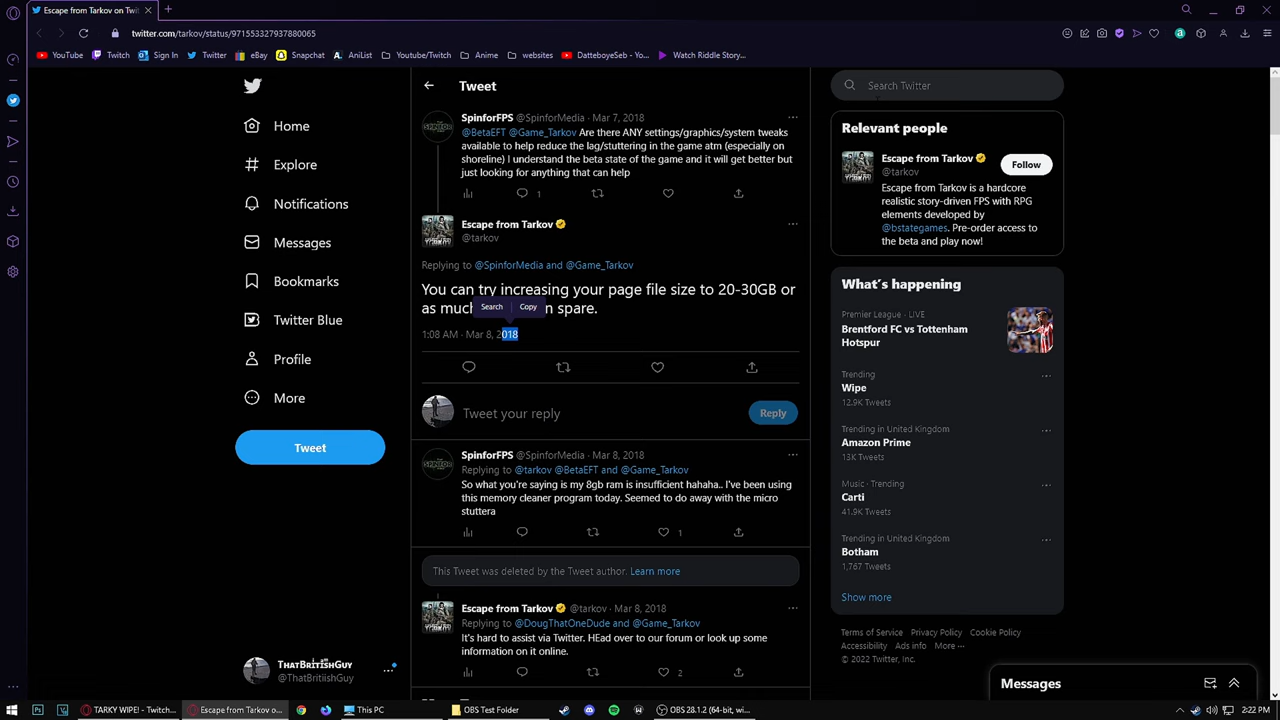 Escape from Tarkov on Twit
twitter.com/tarkov/status/971553327937880065
YouTube
Twitch
Sign In
Twitter
eBay
Snapchat
AniList
Youtube/Twitch
Anime
websites
DatteboyeSeb - Yo...
Watch Riddle Story...
Home
Explore
Notifications
Messages
Bookmarks
Twitter Blue
Profile
More
Tweet
ThatBritiishGuy
@ThatBritiishGuy
Tweet
SpinforFPS @SpinforMedia · Mar 7, 2018
@BetaEFT @Game_Tarkov Are there ANY settings/graphics/system tweaks
available to help reduce the lag/stuttering in the game atm (especially on
shoreline) I understand the beta state of the game and it will get better but
just looking for anything that can help
1
Escape from Tarkov
@tarkov
Replying to @SpinforMedia and @Game_Tarkov
You can try increasing your page file size to 20-30GB or
as much n spare.
Search Copy
1:08 AM · Mar 8, 2018
Tweet your reply
Reply
SpinforFPS @SpinforMedia · Mar 8, 2018
Replying to @tarkov @BetaEFT and @Game_Tarkov
So what you're saying is my 8gb ram is insufficient hahaha.. I've been using
this memory cleaner program today. Seemed to do away with the micro
stuttera
1
This Tweet was deleted by the Tweet author. Learn more
Escape from Tarkov @tarkov · Mar 8, 2018
Replying to @DougThatOneDude and @Game_Tarkov
It's hard to assist via Twitter. HEad over to our forum or look up some
information on it online.
2
Search Twitter
Relevant people
Escape from Tarkov
@tarkov
Follow
Escape from Tarkov is a hardcore
realistic story-driven FPS with RPG
elements developed by
@bstategames. Pre-order access to
the beta and play now!
What's happening
Premier League · LIVE
Brentford FC vs Tottenham
Hotspur
Trending
Wipe
12.9K Tweets
Trending in United Kingdom
Amazon Prime
13K Tweets
Music · Trending
Carti
41.9K Tweets
Trending in United Kingdom
Botham
1,767 Tweets
Show more
Terms of Service Privacy Policy Cookie Policy
Accessibility Ads info More ···
© 2022 Twitter, Inc.
Messages
TARKY WIPE! - Twitch...
Escape from Tarkov o...
This PC
OBS Test Folder
OBS 28.1.2 (64-bit, wi...
2:22 PM